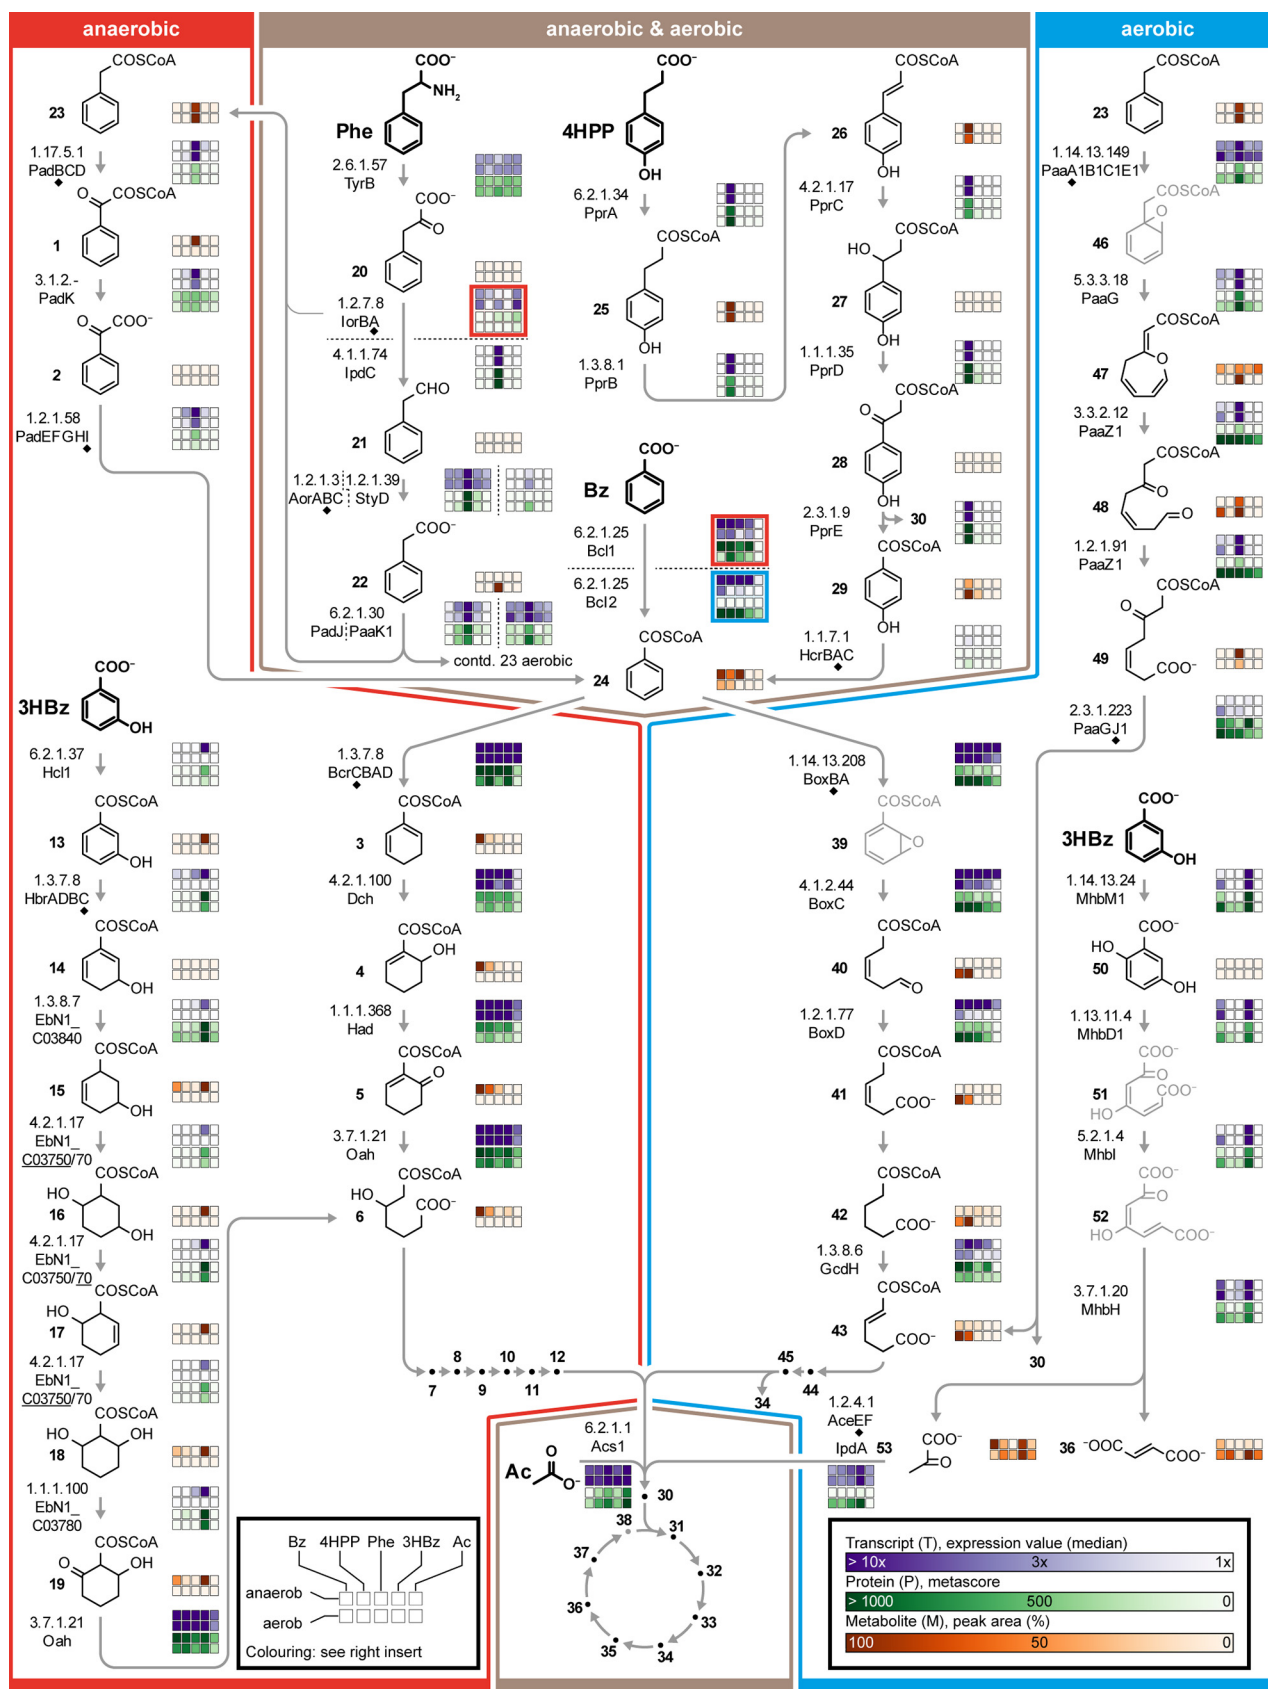 anaerobic
anaerobic & aerobic
aerobic
COSCoA
23
1.17.5.1
PadBCD
COSCoA
O
1
3.1.2.-
PadK
O
COO⁻
2
1.2.1.58
PadEFGHI
COO⁻
NH₂
Phe
2.6.1.57
TyrB
COO⁻
O
20
1.2.7.8
IorBA
4.1.1.74
IpdC
CHO
21
1.2.1.3
AorABC
1.2.1.39
StyD
COO⁻
22
6.2.1.30
PadJ
PaaK1
contd. 23 aerobic
COO⁻
4HPP
OH
6.2.1.34
PprA
COSCoA
25
OH
1.3.8.1
PprB
COO⁻
Bz
6.2.1.25
Bcl1
6.2.1.25
Bcl2
COSCoA
24
COSCoA
26
OH
4.2.1.17
PprC
COSCoA
HO
27
OH
1.1.1.35
PprD
COSCoA
O
28
OH
2.3.1.9
PprE
30
COSCoA
29
OH
1.1.7.1
HcrBAC
COSCoA
23
1.14.13.149
PaaA1B1C1E1
COSCoA
O
46
5.3.3.18
PaaG
COSCoA
O
47
3.3.2.12
PaaZ1
COSCoA
O
O
48
1.2.1.91
PaaZ1
COSCoA
O
49
COO⁻
2.3.1.223
PaaGJ1
COO⁻
3HBz
OH
6.2.1.37
Hcl1
COSCoA
13
OH
1.3.7.8
HbrADBC
COSCoA
14
OH
1.3.8.7
EbN1_
C03840
COSCoA
15
OH
4.2.1.17
EbN1_
C03750/70
COSCoA
HO
16
OH
4.2.1.17
EbN1_
C03750/70
COSCoA
HO
17
4.2.1.17
EbN1_
C03750/70
COSCoA
HO
OH
18
1.1.1.100
EbN1_
C03780
COSCoA
O
OH
19
3.7.1.21
Oah
1.3.7.8
BcrCBAD
COSCoA
3
4.2.1.100
Dch
COSCoA
OH
4
1.1.1.368
Had
COSCoA
O
5
3.7.1.21
Oah
COSCoA
HO
COO⁻
6
7
8
9
10
11
12
1.14.13.208
BoxBA
COSCoA
O
39
4.1.2.44
BoxC
COSCoA
40
O
1.2.1.77
BoxD
COSCoA
41
COO⁻
COSCoA
42
COO⁻
1.3.8.6
GcdH
COSCoA
43
COO⁻
45
44
34
COO⁻
3HBz
OH
1.14.13.24
MhbM1
COO⁻
HO
50
OH
1.13.11.4
MhbD1
COO⁻
O
51
COO⁻
HO
5.2.1.4
MhbI
COO⁻
O
52
HO
COO⁻
3.7.1.20
MhbH
30
1.2.4.1
AceEF
IpdA
53
COO⁻
O
36
⁻OOC
COO⁻
6.2.1.1
Acs1
Ac
O
O⁻
30
38
31
37
32
36
33
35
34
Bz
4HPP
Phe
3HBz
Ac
anaerob
aerob
Colouring: see right insert
Transcript (T), expression value (median)
> 10x
3x
1x
Protein (P), metascore
> 1000
500
0
Metabolite (M), peak area (%)
100
50
0